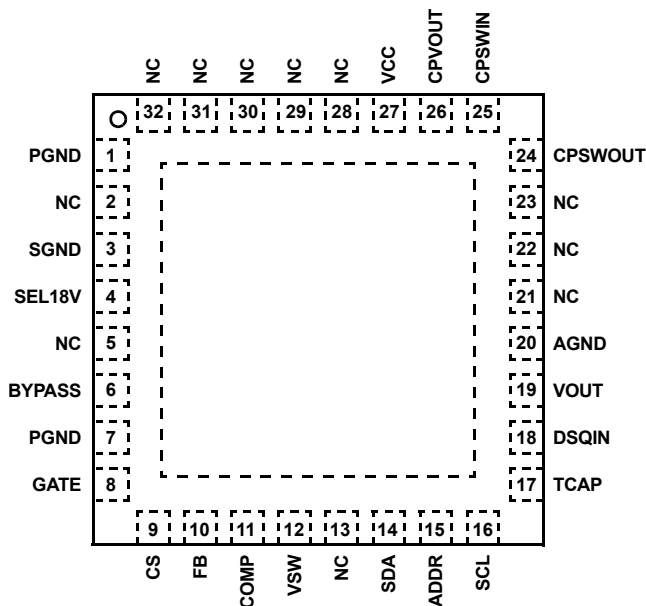 NC NC NC NC NC VCC CPVOUT CPSWIN
32 31 30 29 28 27 26 25
PGND 1 24 CPSWOUT
NC 2 23 NC
SGND 3 22 NC
SEL18V 4 21 NC
NC 5 20 AGND
BYPASS 6 19 VOUT
PGND 7 18 DSQIN
GATE 8 17 TCAP
9 10 11 12 13 14 15 16
CS FB COMP VSW NC SDA ADDR SCL